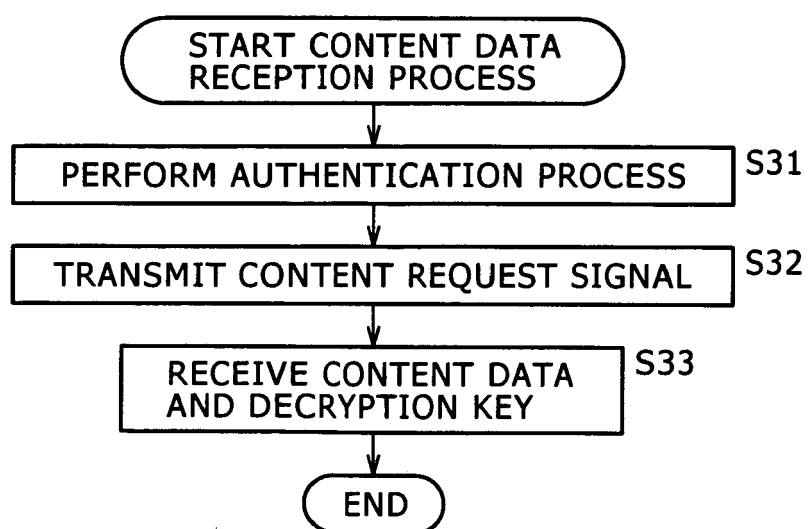 START CONTENT DATA
RECEPTION PROCESS
PERFORM AUTHENTICATION PROCESS
S31
TRANSMIT CONTENT REQUEST SIGNAL
S32
RECEIVE CONTENT DATA
AND DECRYPTION KEY
S33
END